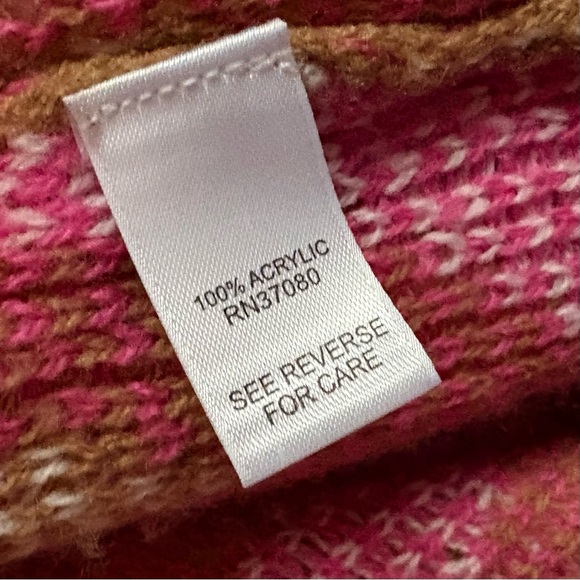 100% ACRYLIC
RN37080
SEE REVERSE
FOR CARE